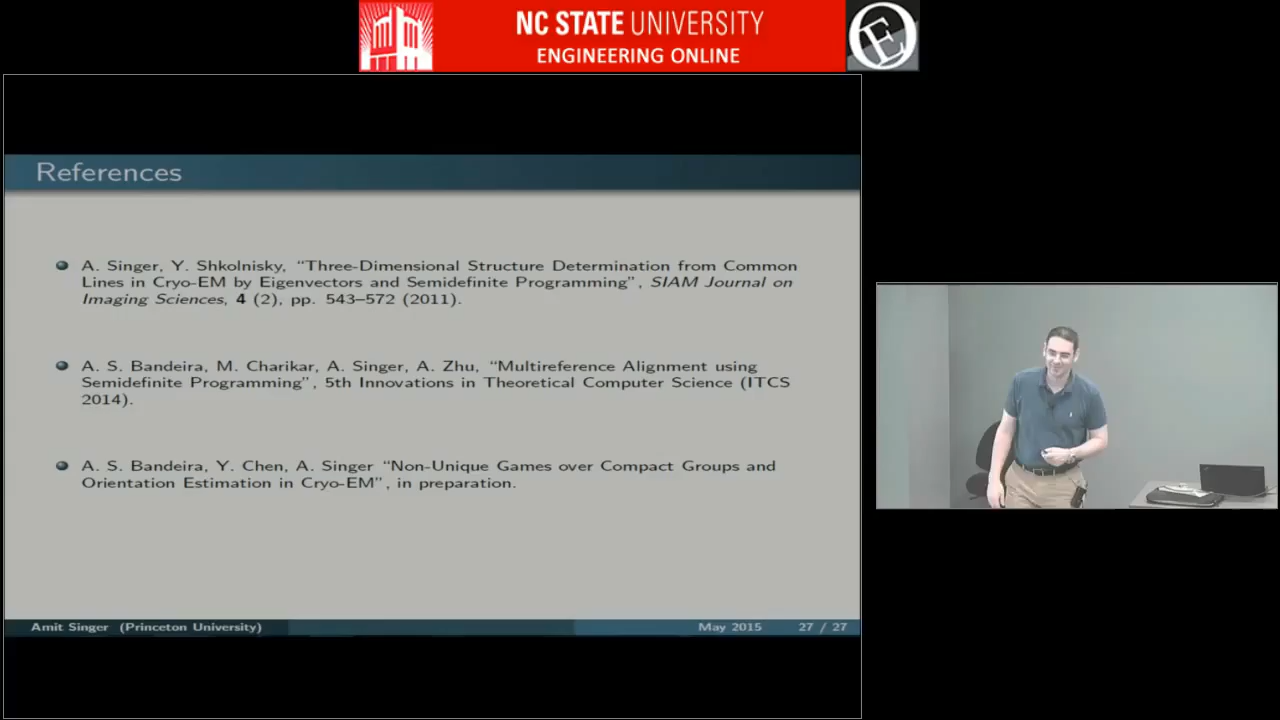 NC STATE UNIVERSITY
ENGINEERING ONLINE
OE
References
A. Singer, Y. Shkolnisky, “Three-Dimensional Structure Determination from Common
Lines in Cryo-EM by Eigenvectors and Semidefinite Programming”, SIAM Journal on
Imaging Sciences, 4 (2), pp. 543–572 (2011).
A. S. Bandeira, M. Charikar, A. Singer, A. Zhu, “Multireference Alignment using
Semidefinite Programming”, 5th Innovations in Theoretical Computer Science (ITCS
2014).
A. S. Bandeira, Y. Chen, A. Singer “Non-Unique Games over Compact Groups and
Orientation Estimation in Cryo-EM”, in preparation.
Amit Singer (Princeton University)
May 2015 27 / 27